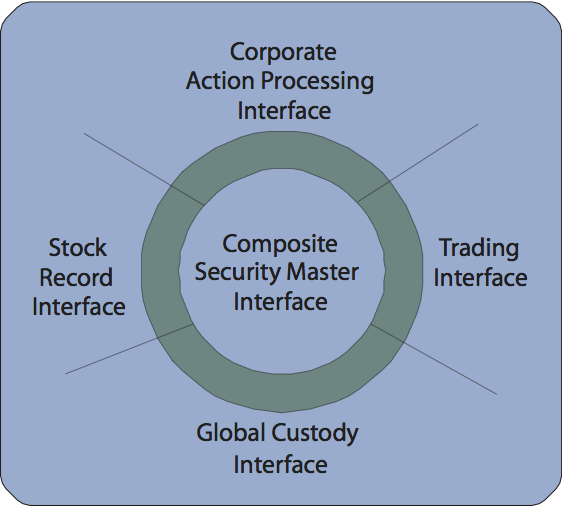 Corporate
Action Processing
Interface
Stock
Record
Interface
Composite
Security Master
Interface
Trading
Interface
Global Custody
Interface